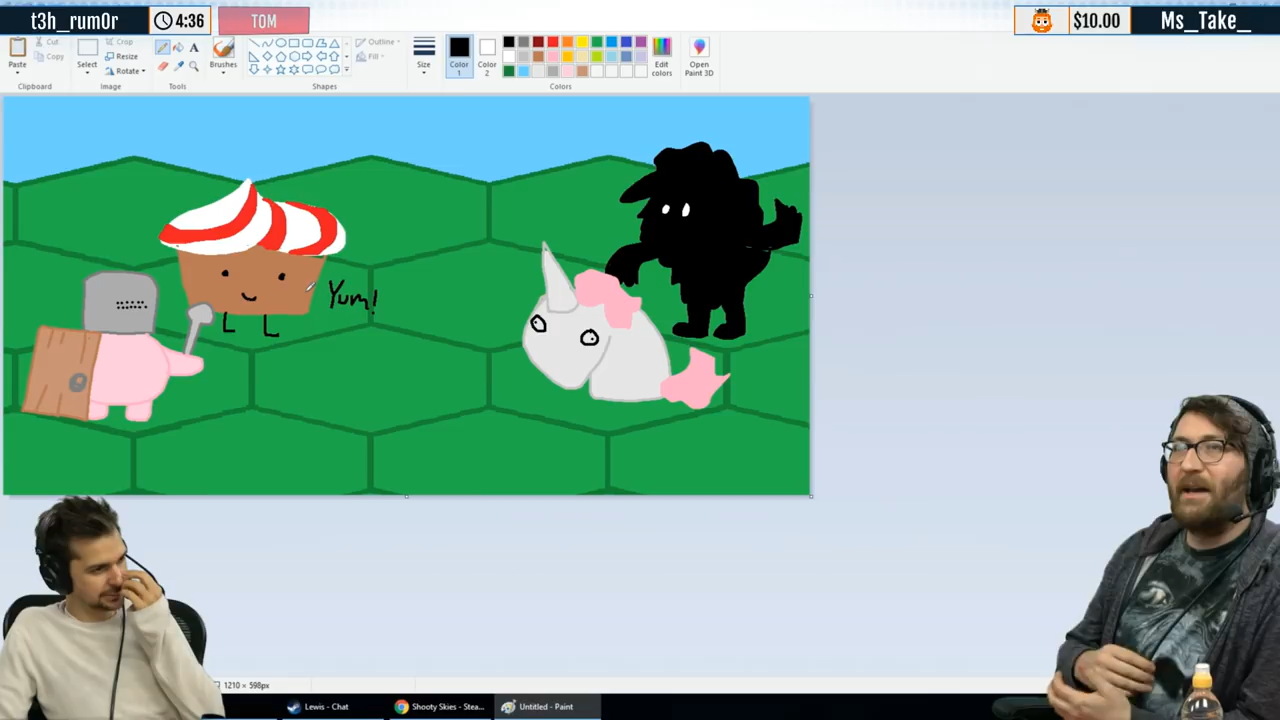 t3h_rum0r 4:36 TOM $10.00 Ms_Take_
Paste Cut Copy Select Crop Resize Rotate A Brushes Outline Fill Size Color 1 Color 2 Edit colors Open Paint 3D
Clipboard Image Tools Shapes Colors
Yum!
1210 × 598px
Lewis - Chat Shooty Skies - Stea... Untitled - Paint